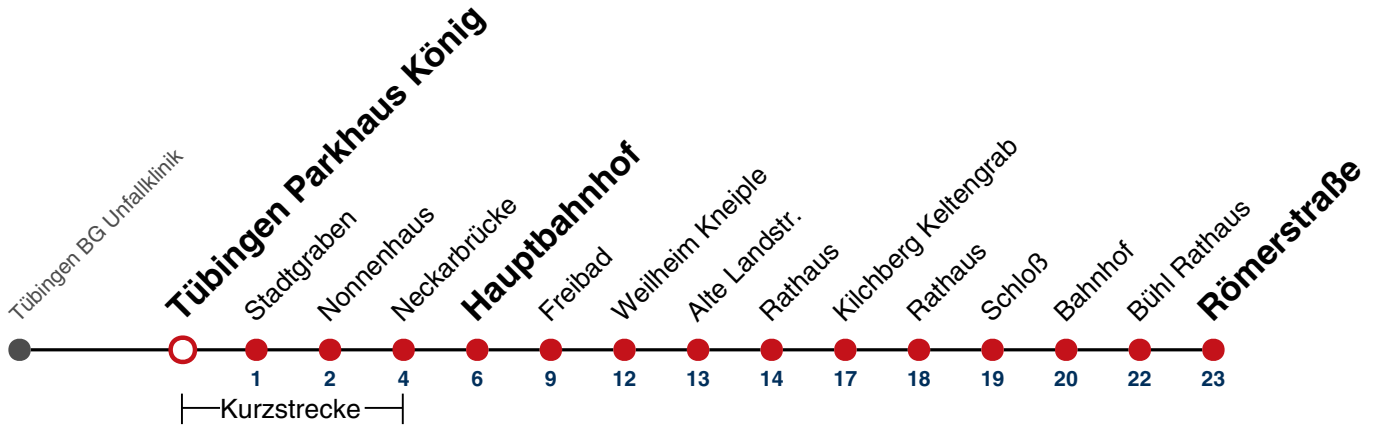 Tübingen BG Unfallklinik
Tübingen Parkhaus König
Stadtgraben
Nonnenhaus
Neckarbrücke
Hauptbahnhof
Freibad
Weilheim Kneiple
Alte Landstr.
Rathaus
Kilchberg Keltengrab
Rathaus
Schloß
Bahnhof
Bühl Rathaus
Römerstraße
1 2 4 6 9 12 13 14 17 18 19 20 22 23
Kurzstrecke